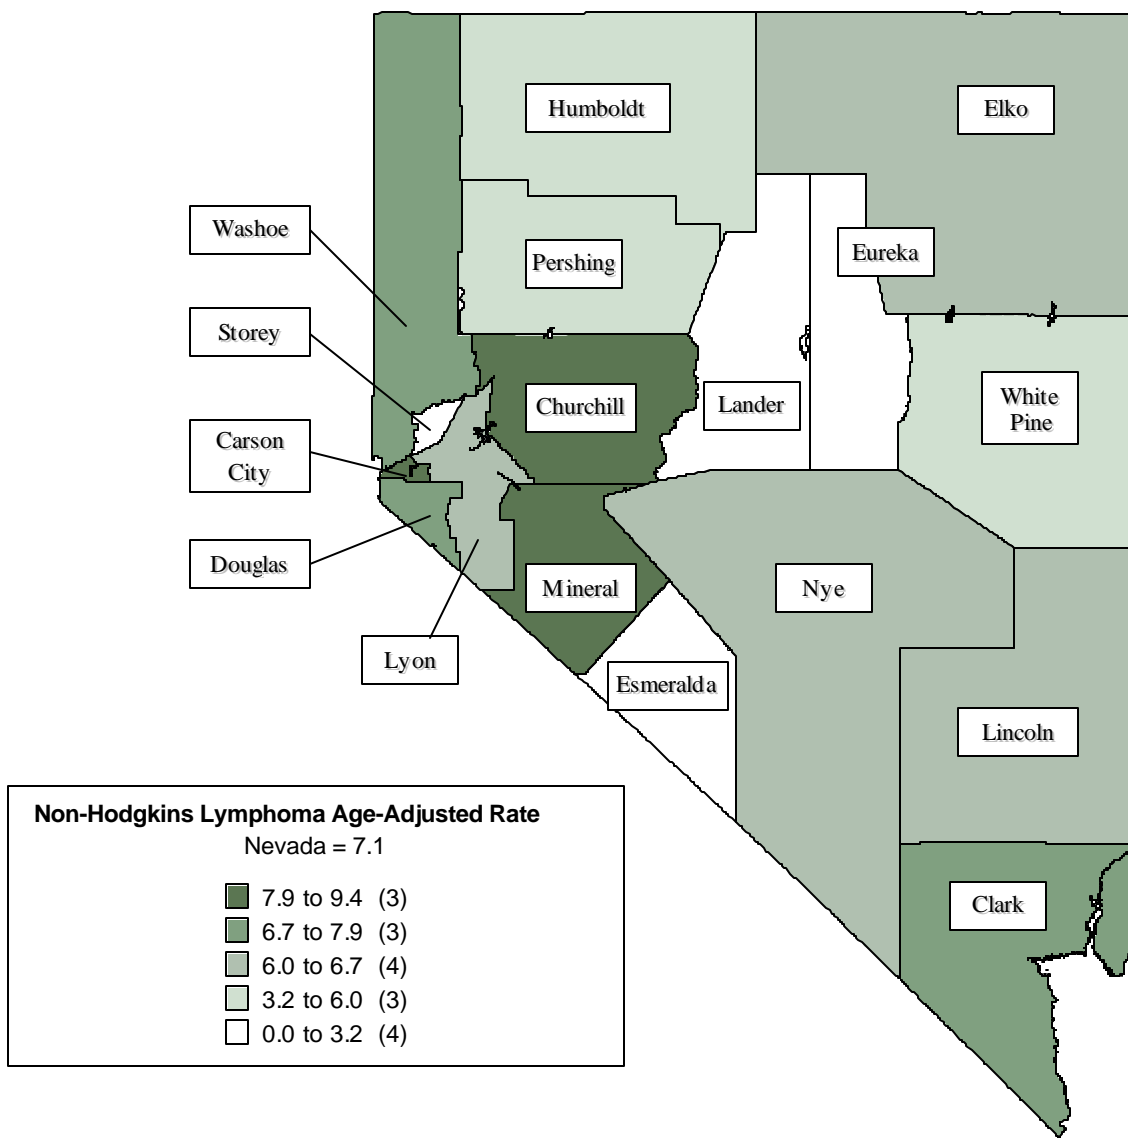 Humboldt
Elko
Washoe
Eureka
Pershing
Storey
White
Pine
Churchill
Lander
Carson
City
Douglas
Mineral
Nye
Lyon
Esmeralda
Lincoln
Clark
Non-Hodgkins Lymphoma Age-Adjusted Rate
Nevada = 7.1
7.9 to 9.4 (3)
6.7 to 7.9 (3)
6.0 to 6.7 (4)
3.2 to 6.0 (3)
0.0 to 3.2 (4)